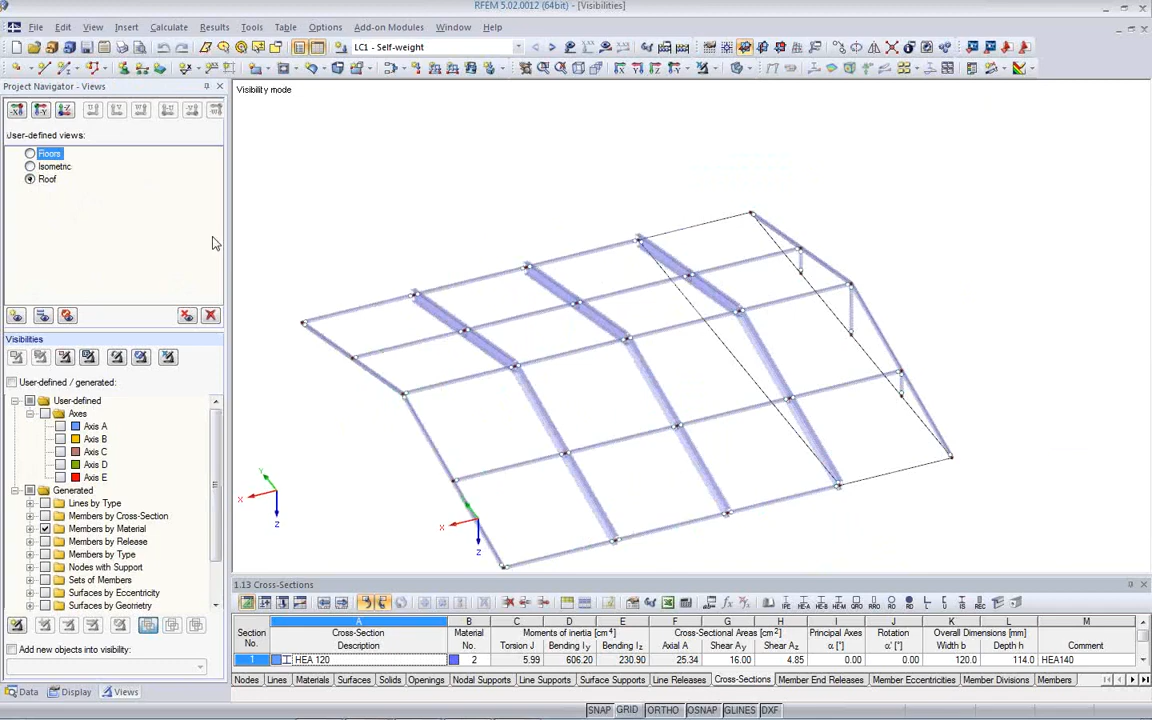 RFEM 5.02.0012 (64bit) - [Visibilities]
File Edit View Insert Calculate Results Tools Table Options Add-on Modules Window Help
LC1 - Self-weight
Project Navigator - Views
User-defined views:
Floors
Isometric
Roof
Visibility mode
Visibilities
User-defined / generated:
User-defined
Axes
Axis A
Axis B
Axis C
Axis D
Axis E
Generated
Lines by Type
Members by Cross-Section
Members by Material
Members by Release
Members by Type
Nodes with Support
Sets of Members
Surfaces by Eccentricity
Surfaces by Geometry
Add new objects into visibility:
Data Display Views
Y X Z
X Z
1.13 Cross-Sections
A B C D E F G H I J K L M
Section Cross-Section Material Moments of inertia [cm⁴] Cross-Sectional Areas [cm²] Principal Axes Rotation Overall Dimensions [mm]
No. Description No. Torsion J Bending Iy Bending Iz Axial A Shear Ay Shear Az α [°] α' [°] Width b Depth h Comment
1 HEA 120 2 5.99 606.20 230.90 25.34 16.00 4.85 0.00 0.00 120.0 114.0 HEA140
Nodes Lines Materials Surfaces Solids Openings Nodal Supports Line Supports Surface Supports Line Releases Cross-Sections Member End Releases Member Eccentricities Member Divisions Members
SNAP GRID ORTHO OSNAP GLINES DXF